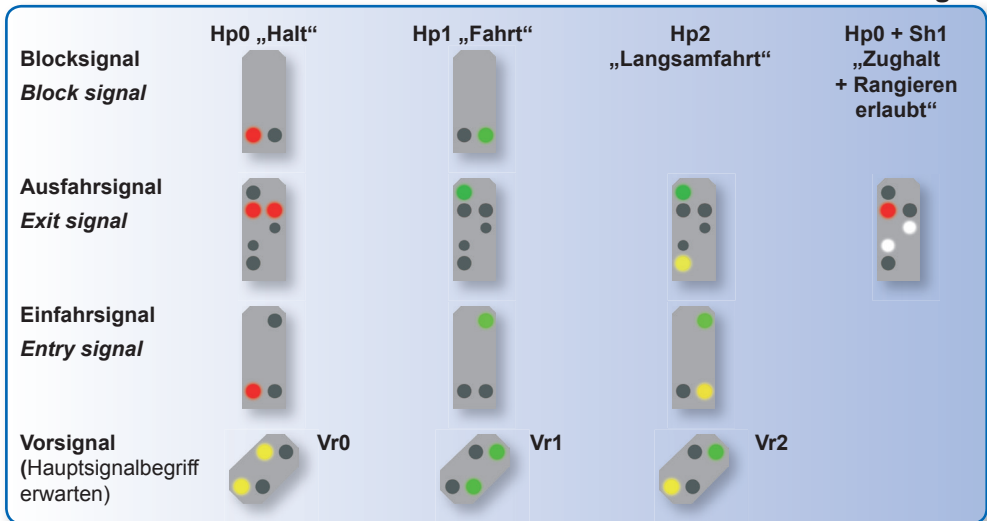 Hp0 „Halt“
Hp1 „Fahrt“
Hp2
„Langsamfahrt“
Hp0 + Sh1
„Zughalt
+ Rangieren
erlaubt“
Blocksignal
Block signal
Ausfahrsignal
Exit signal
Einfahrsignal
Entry signal
Vorsignal
(Hauptsignalbegriff
erwarten)
Vr0
Vr1
Vr2